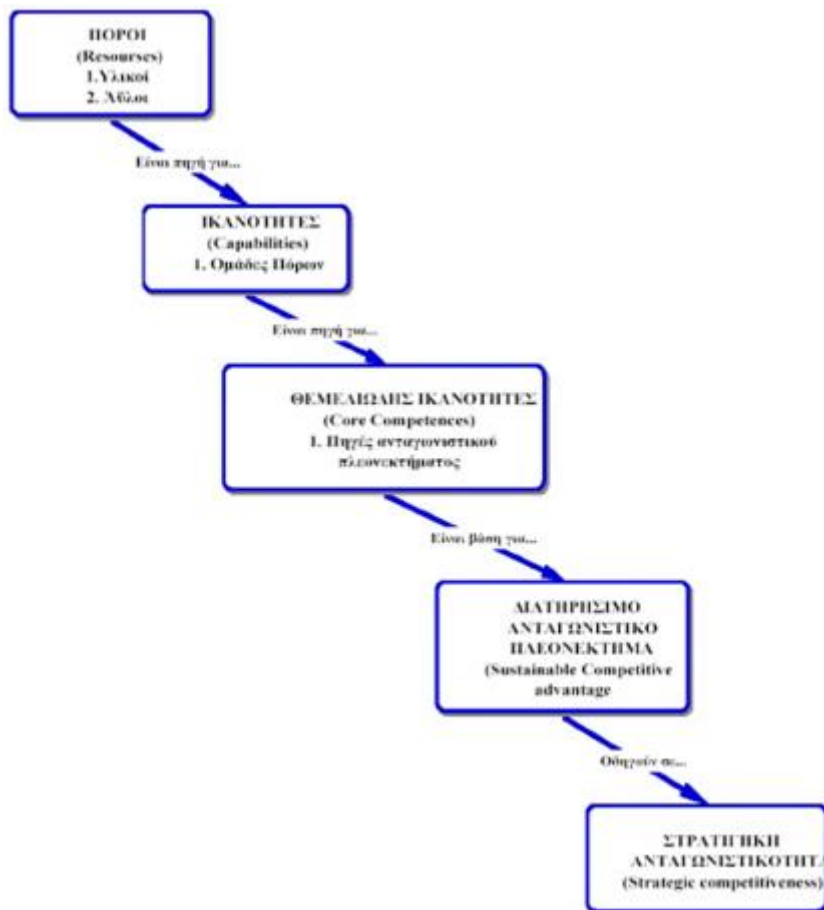 ΠΟΡΟΙ
(Resourses)
1.Υλικοί
2. Άϋλοι
Είναι πηγή για...
ΙΚΑΝΟΤΗΤΕΣ
(Capabilities)
1. Ομάδες Πόρων
Είναι πηγή για...
ΘΕΜΕΛΙΩΔΗΣ ΙΚΑΝΟΤΗΤΕΣ
(Core Competences)
1. Πηγές ανταγωνιστικού
πλεονεκτήματος
Είναι βάση για...
ΔΙΑΤΗΡΗΣΙΜΟ
ΑΝΤΑΓΩΝΙΣΤΙΚΟ
ΠΛΕΟΝΕΚΤΗΜΑ
(Sustainable Competitive
advantage
Οδηγούν σε...
ΣΤΡΑΤΗΓΗΚΗ
ΑΝΤΑΓΩΝΙΣΤΙΚΟΤΗΤΑ
(Strategic competitiveness)